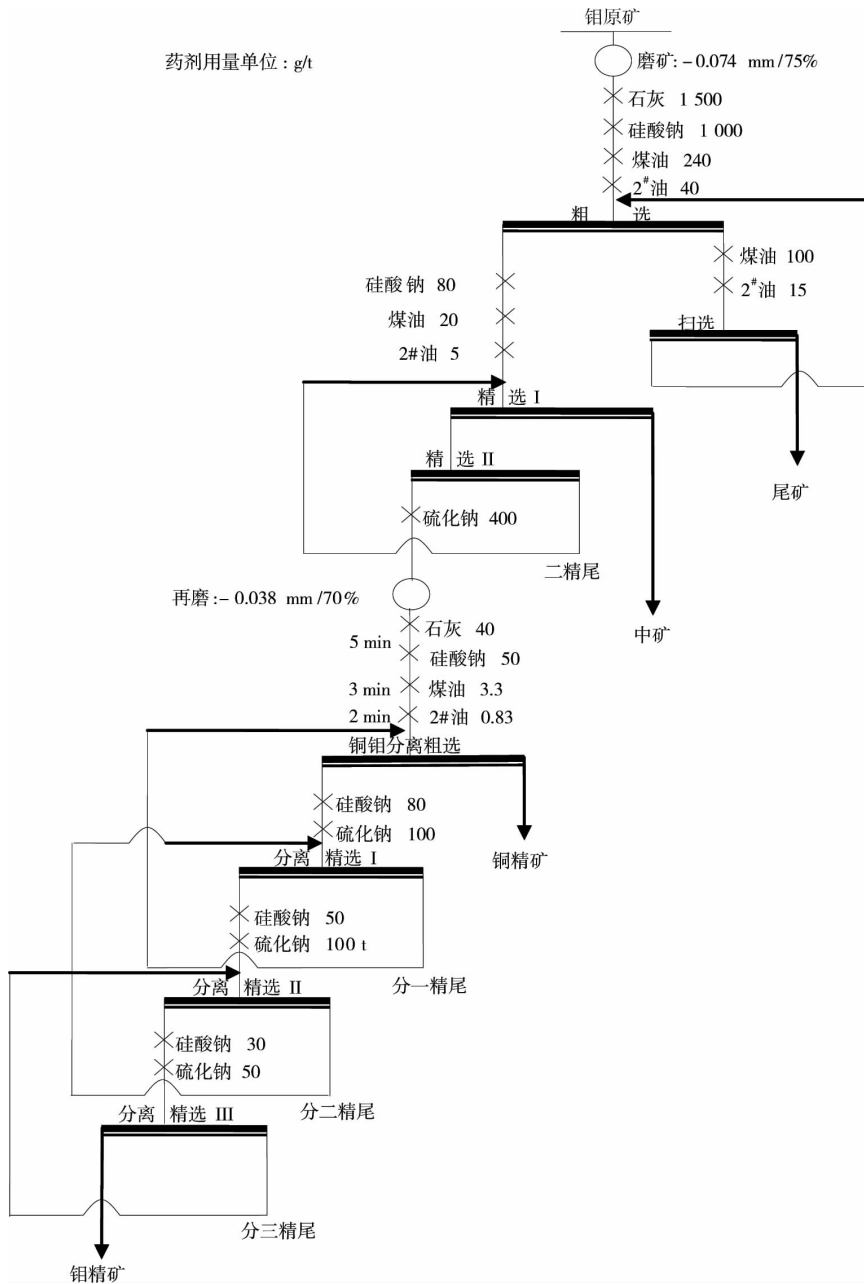 钼原矿
药剂用量单位：g/t
磨矿：-0.074 mm/75%
石灰 1 500
硅酸钠 1 000
煤油 240
2#油 40
粗 选
煤油 100
2#油 15
扫选
硅酸钠 80
煤油 20
2#油 5
精 选 I
精 选 II
尾矿
硫化钠 400
二精尾
再磨：- 0.038 mm/70%
中矿
石灰 40
5 min
硅酸钠 50
3 min 煤油 3.3
2 min 2#油 0.83
铜钼分离粗选
硅酸钠 80
硫化钠 100
分离 精选 I
铜精矿
硅酸钠 50
硫化钠 100 t
分离 精选 II
分一精尾
硅酸钠 30
硫化钠 50
分离 精选 III
分二精尾
分三精尾
钼精矿